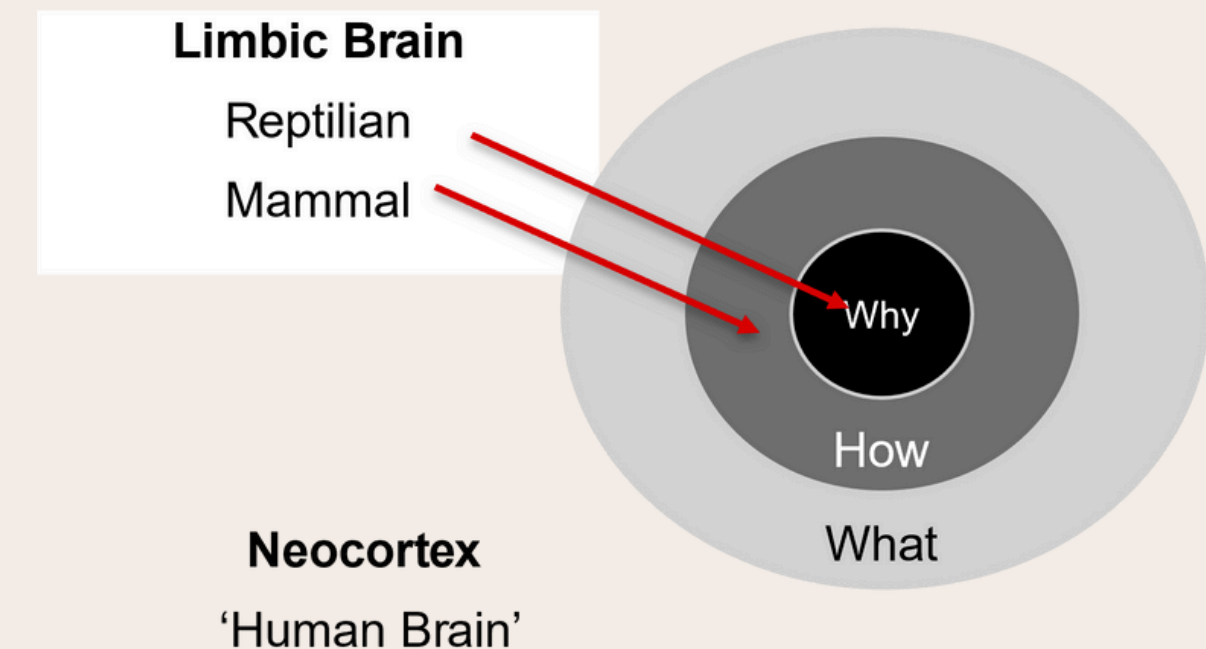 Limbic Brain
Reptilian
Mammal
Why
How
What
Neocortex
‘Human Brain’